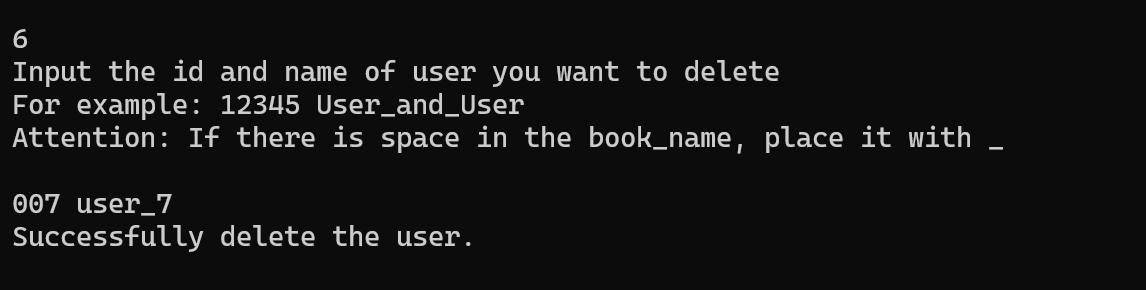 6
Input the id and name of user you want to delete
For example: 12345 User_and_User
Attention: If there is space in the book_name, place it with _
007 user_7
Successfully delete the user.